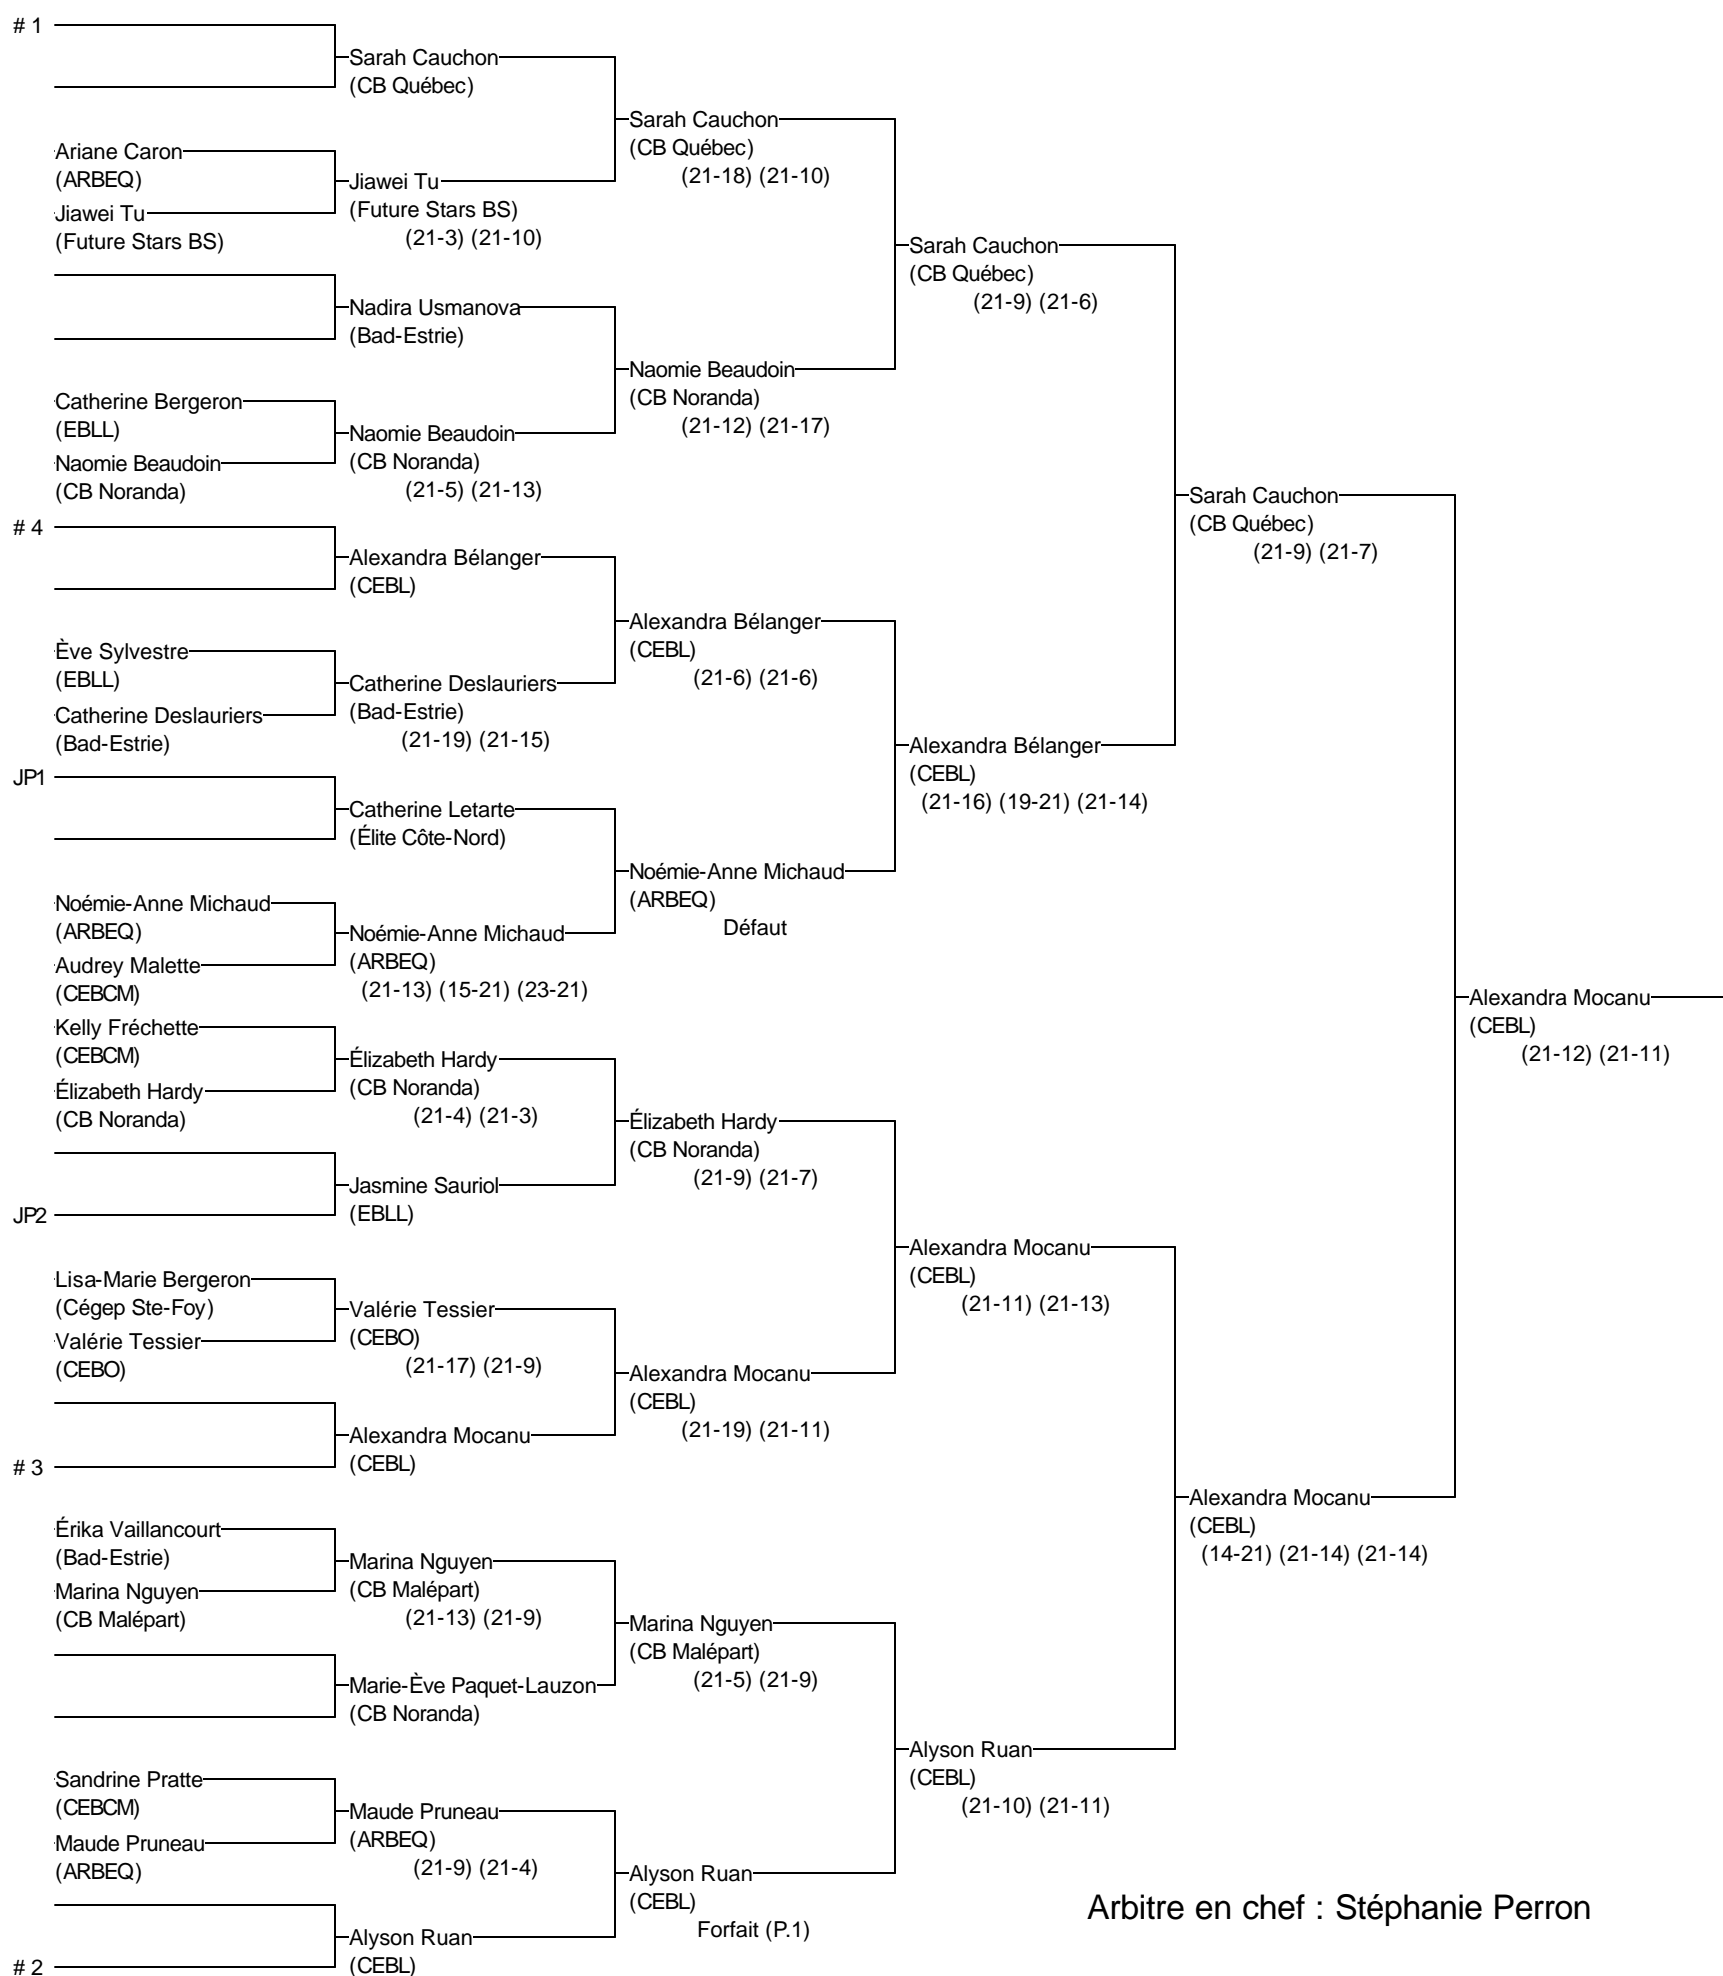 # 1
Sarah Cauchon
(CB Québec)
Sarah Cauchon
(CB Québec)
(21-18) (21-10)
Ariane Caron
(ARBEQ)
Jiawei Tu
(Future Stars BS)
Jiawei Tu
(Future Stars BS)
(21-3) (21-10)
Sarah Cauchon
(CB Québec)
(21-9) (21-6)
Nadira Usmanova
(Bad-Estrie)
Naomie Beaudoin
(CB Noranda)
(21-12) (21-17)
Catherine Bergeron
(EBLL)
Naomie Beaudoin
(CB Noranda)
Naomie Beaudoin
(CB Noranda)
(21-5) (21-13)
Sarah Cauchon
(CB Québec)
(21-9) (21-7)
# 4
Alexandra Bélanger
(CEBL)
Alexandra Bélanger
(CEBL)
(21-6) (21-6)
Ève Sylvestre
(EBLL)
Catherine Deslauriers
(Bad-Estrie)
Catherine Deslauriers
(Bad-Estrie)
(21-19) (21-15)
Alexandra Bélanger
(CEBL)
(21-16) (19-21) (21-14)
JP1
Catherine Letarte
(Élite Côte-Nord)
Noémie-Anne Michaud
(ARBEQ)
Défaut
Noémie-Anne Michaud
(ARBEQ)
Audrey Malette
(CEBCM)
Noémie-Anne Michaud
(ARBEQ)
(21-13) (15-21) (23-21)
Alexandra Mocanu
(CEBL)
(21-12) (21-11)
Kelly Fréchette
(CEBCM)
Élizabeth Hardy
(CB Noranda)
Élizabeth Hardy
(CB Noranda)
(21-4) (21-3)
Élizabeth Hardy
(CB Noranda)
(21-9) (21-7)
Jasmine Sauriol
(EBLL)
JP2
Alexandra Mocanu
(CEBL)
(21-11) (21-13)
Lisa-Marie Bergeron
(Cégep Ste-Foy)
Valérie Tessier
(CEBO)
Valérie Tessier
(CEBO)
(21-17) (21-9)
Alexandra Mocanu
(CEBL)
(21-19) (21-11)
Alexandra Mocanu
(CEBL)
# 3
Alexandra Mocanu
(CEBL)
(14-21) (21-14) (21-14)
Érika Vaillancourt
(Bad-Estrie)
Marina Nguyen
(CB Malépart)
Marina Nguyen
(CB Malépart)
(21-13) (21-9)
Marina Nguyen
(CB Malépart)
(21-5) (21-9)
Marie-Ève Paquet-Lauzon
(CB Noranda)
Alyson Ruan
(CEBL)
(21-10) (21-11)
Sandrine Pratte
(CEBCM)
Maude Pruneau
(ARBEQ)
Maude Pruneau
(ARBEQ)
(21-9) (21-4)
Alyson Ruan
(CEBL)
Forfait (P.1)
Alyson Ruan
(CEBL)
# 2
Arbitre en chef : Stéphanie Perron